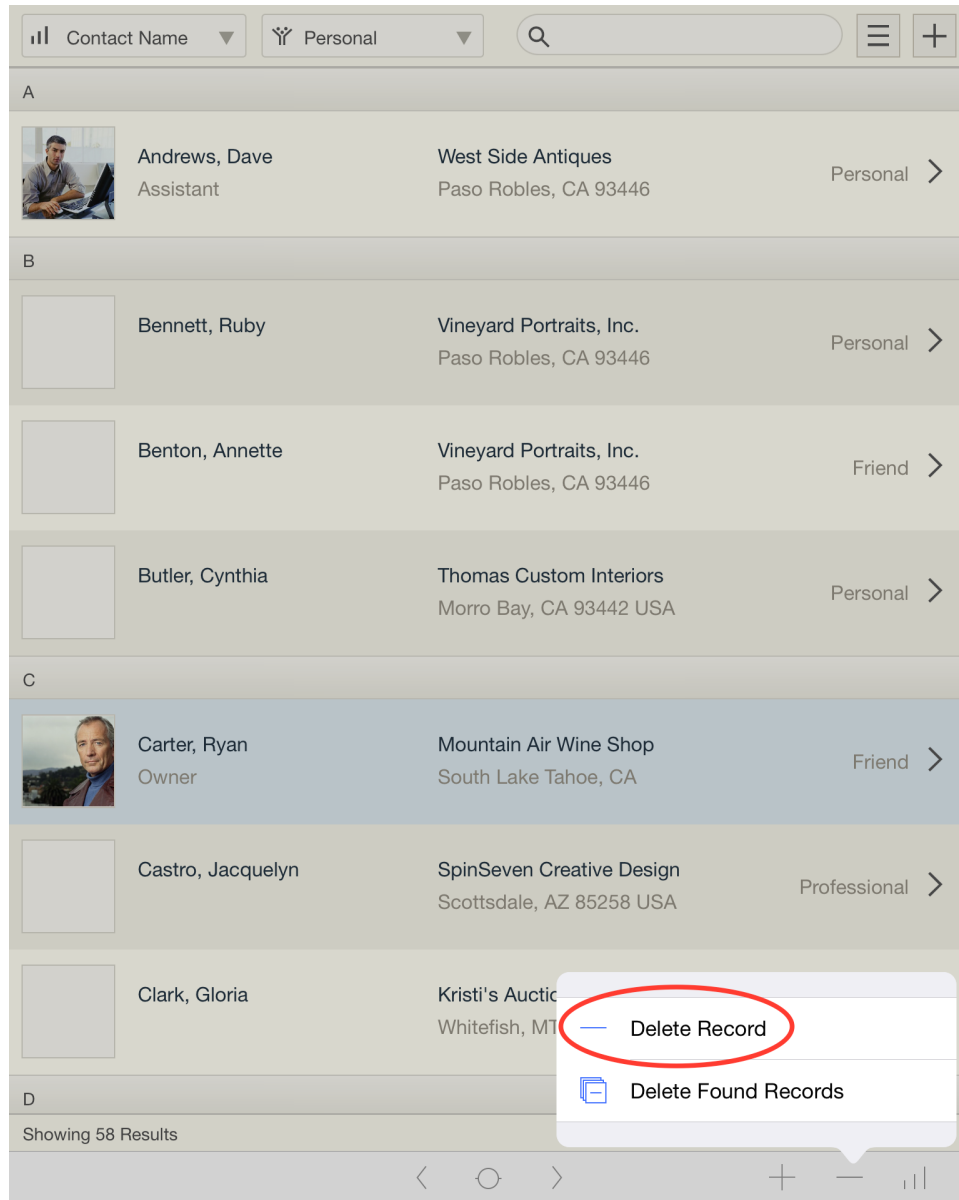 Contact Name
Personal
A
Andrews, Dave
West Side Antiques
Assistant
Paso Robles, CA 93446
Personal
B
Bennett, Ruby
Vineyard Portraits, Inc.
Paso Robles, CA 93446
Personal
Benton, Annette
Vineyard Portraits, Inc.
Paso Robles, CA 93446
Friend
Butler, Cynthia
Thomas Custom Interiors
Morro Bay, CA 93442 USA
Personal
C
Carter, Ryan
Mountain Air Wine Shop
Owner
South Lake Tahoe, CA
Friend
Castro, Jacquelyn
SpinSeven Creative Design
Scottsdale, AZ 85258 USA
Professional
Clark, Gloria
Kristi's Auctio
Whitefish, MT
Delete Record
Delete Found Records
D
Showing 58 Results